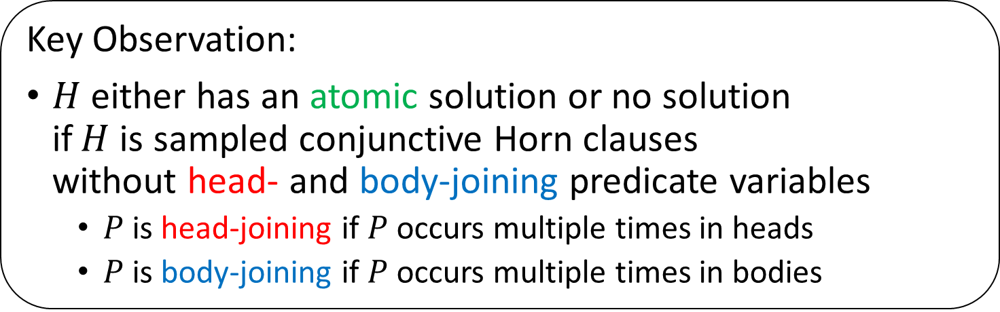 Key Observation:
• H either has an atomic solution or no solution
if H is sampled conjunctive Horn clauses
without head- and body-joining predicate variables
• P is head-joining if P occurs multiple times in heads
• P is body-joining if P occurs multiple times in bodies